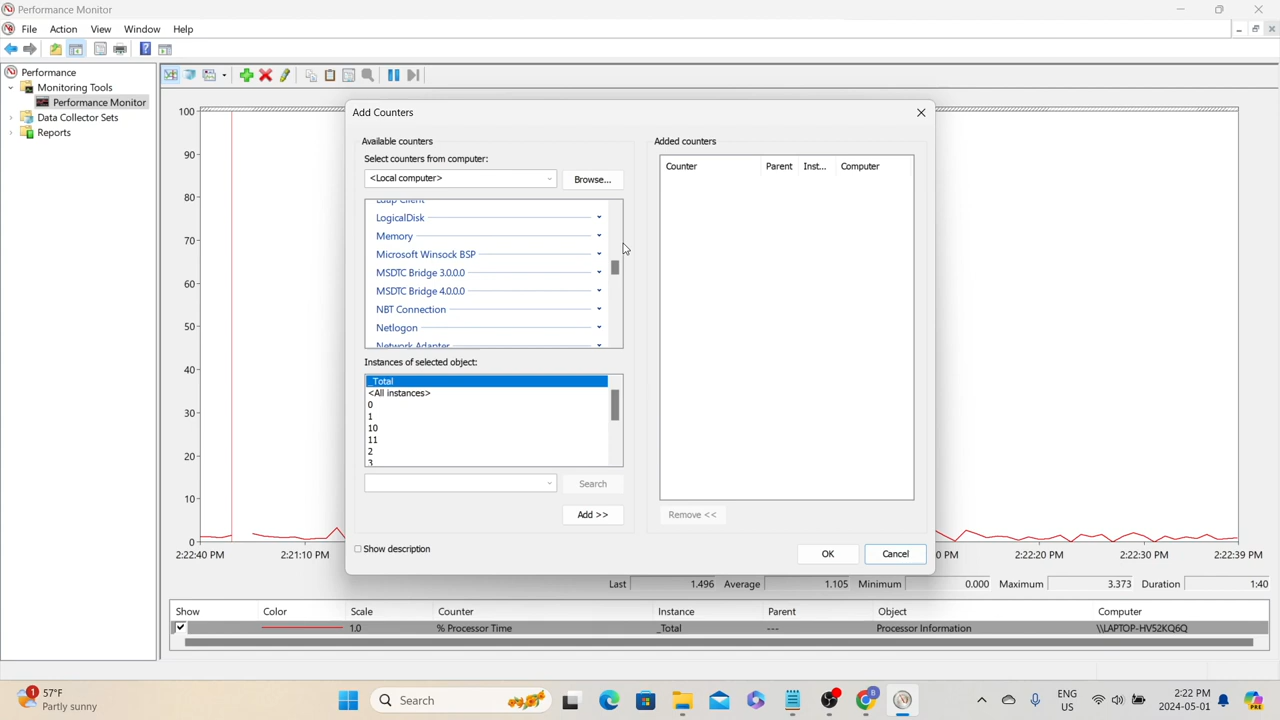 Performance Monitor
File Action View Window Help
Performance
Monitoring Tools
Performance Monitor
Data Collector Sets
Reports
100
90
80
70
60
50
40
30
20
10
0
2:22:40 PM 2:21:10 PM 0 PM 2:22:20 PM 2:22:30 PM 2:22:39 PM
Add Counters
Available counters
Select counters from computer:
<Local computer>
Browse...
Ldap Client
LogicalDisk
Memory
Microsoft Winsock BSP
MSDTC Bridge 3.0.0.0
MSDTC Bridge 4.0.0.0
NBT Connection
Netlogon
Network Adapter
Instances of selected object:
_Total
<All instances>
0
1
10
11
2
3
Search
Add >>
Show description
Added counters
Counter Parent Inst... Computer
Remove <<
OK Cancel
Last 1.496 Average 1.105 Minimum 0.000 Maximum 3.373 Duration 1:40
Show Color Scale Counter Instance Parent Object Computer
1.0 % Processor Time _Total --- Processor Information \\LAPTOP-HV52KQ6Q
1
57°F
Partly sunny
Search
B
PRE
ENG
US
2:22 PM
2024-05-01